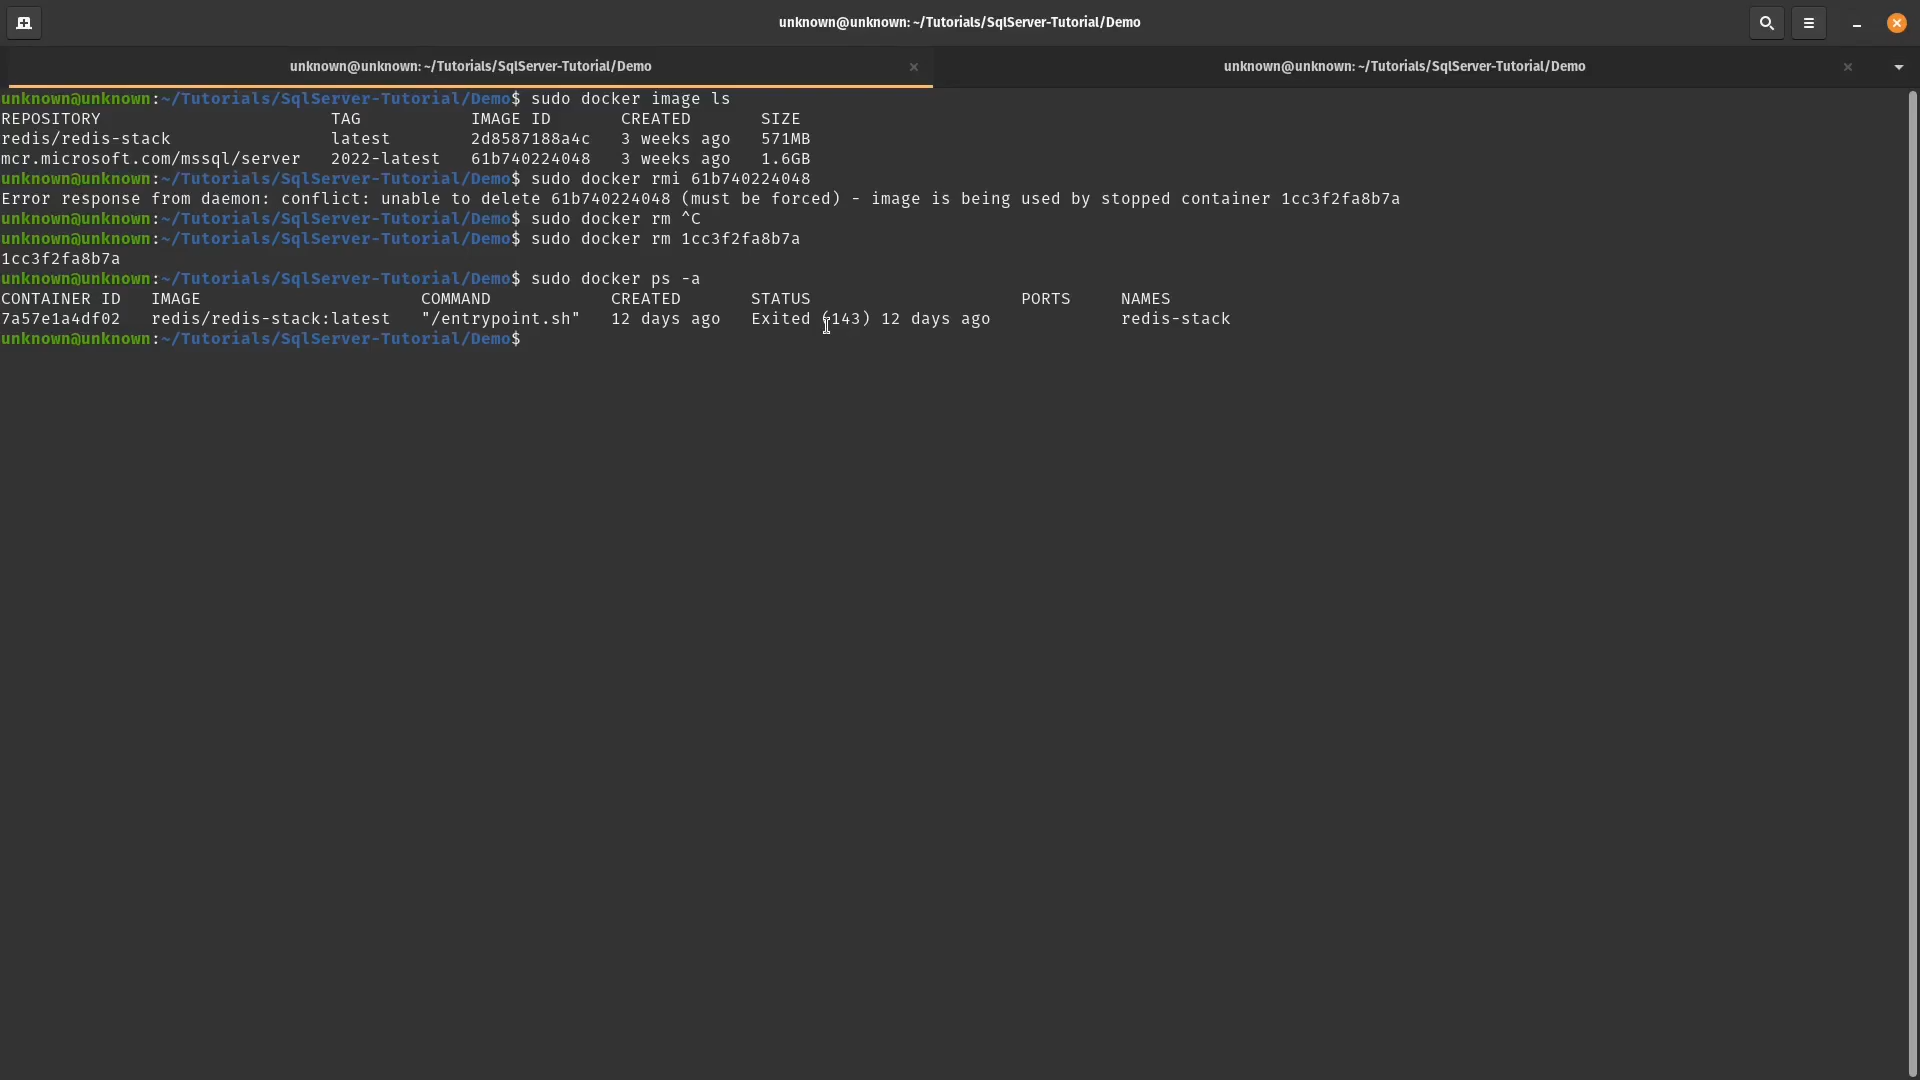 unknown@unknown: ~/Tutorials/SqlServer-Tutorial/Demo
unknown@unknown: ~/Tutorials/SqlServer-Tutorial/Demo
unknown@unknown: ~/Tutorials/SqlServer-Tutorial/Demo
unknown@unknown:~/Tutorials/SqlServer-Tutorial/Demo$ sudo docker image ls
REPOSITORY                       TAG           IMAGE ID       CREATED       SIZE
redis/redis-stack                latest        2d8587188a4c   3 weeks ago   571MB
mcr.microsoft.com/mssql/server   2022-latest   61b740224048   3 weeks ago   1.6GB
unknown@unknown:~/Tutorials/SqlServer-Tutorial/Demo$ sudo docker rmi 61b740224048
Error response from daemon: conflict: unable to delete 61b740224048 (must be forced) - image is being used by stopped container 1cc3f2fa8b7a
unknown@unknown:~/Tutorials/SqlServer-Tutorial/Demo$ sudo docker rm ^C
unknown@unknown:~/Tutorials/SqlServer-Tutorial/Demo$ sudo docker rm 1cc3f2fa8b7a
1cc3f2fa8b7a
unknown@unknown:~/Tutorials/SqlServer-Tutorial/Demo$ sudo docker ps -a
CONTAINER ID   IMAGE                      COMMAND            CREATED       STATUS                     PORTS     NAMES
7a57e1a4df02   redis/redis-stack:latest   "/entrypoint.sh"   12 days ago   Exited (143) 12 days ago             redis-stack
unknown@unknown:~/Tutorials/SqlServer-Tutorial/Demo$